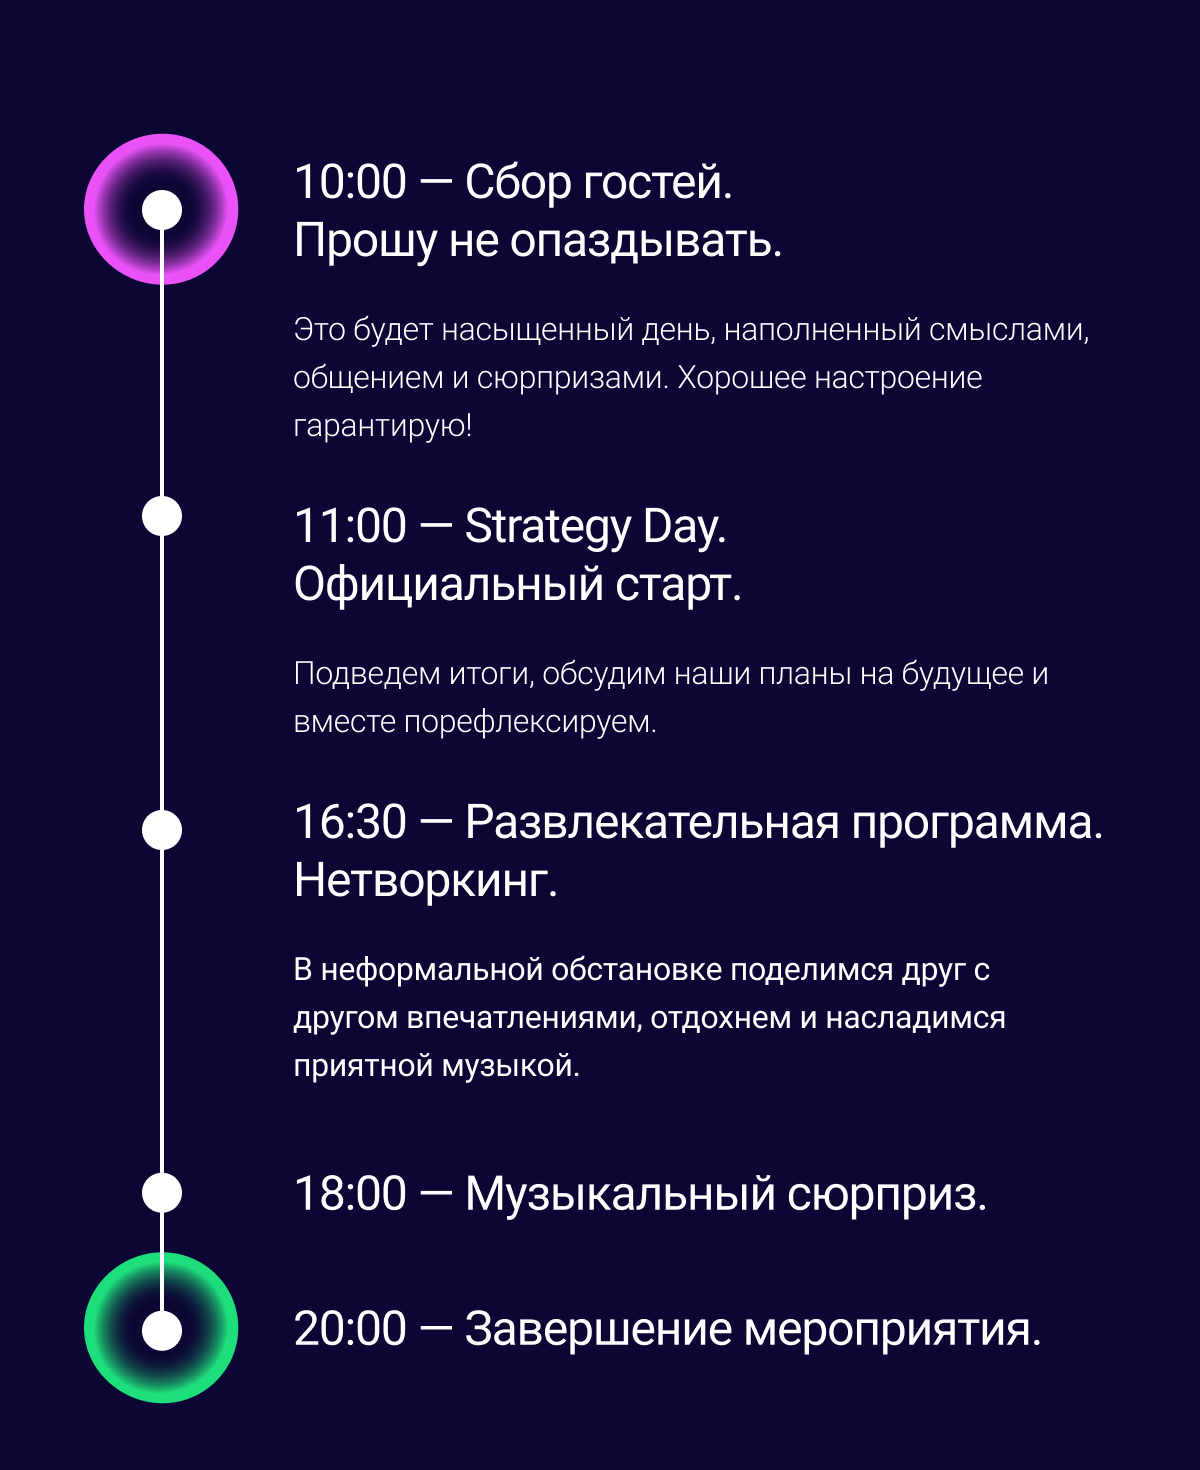 10:00 — Сбор гостей.
Прошу не опаздывать.
Это будет насыщенный день, наполненный смыслами,
общением и сюрпризами. Хорошее настроение
гарантирую!
11:00 — Strategy Day.
Официальный старт.
Подведем итоги, обсудим наши планы на будущее и
вместе порефлексируем.
16:30 — Развлекательная программа.
Нетворкинг.
В неформальной обстановке поделимся друг с
другом впечатлениями, отдохнем и насладимся
приятной музыкой.
18:00 — Музыкальный сюрприз.
20:00 — Завершение мероприятия.